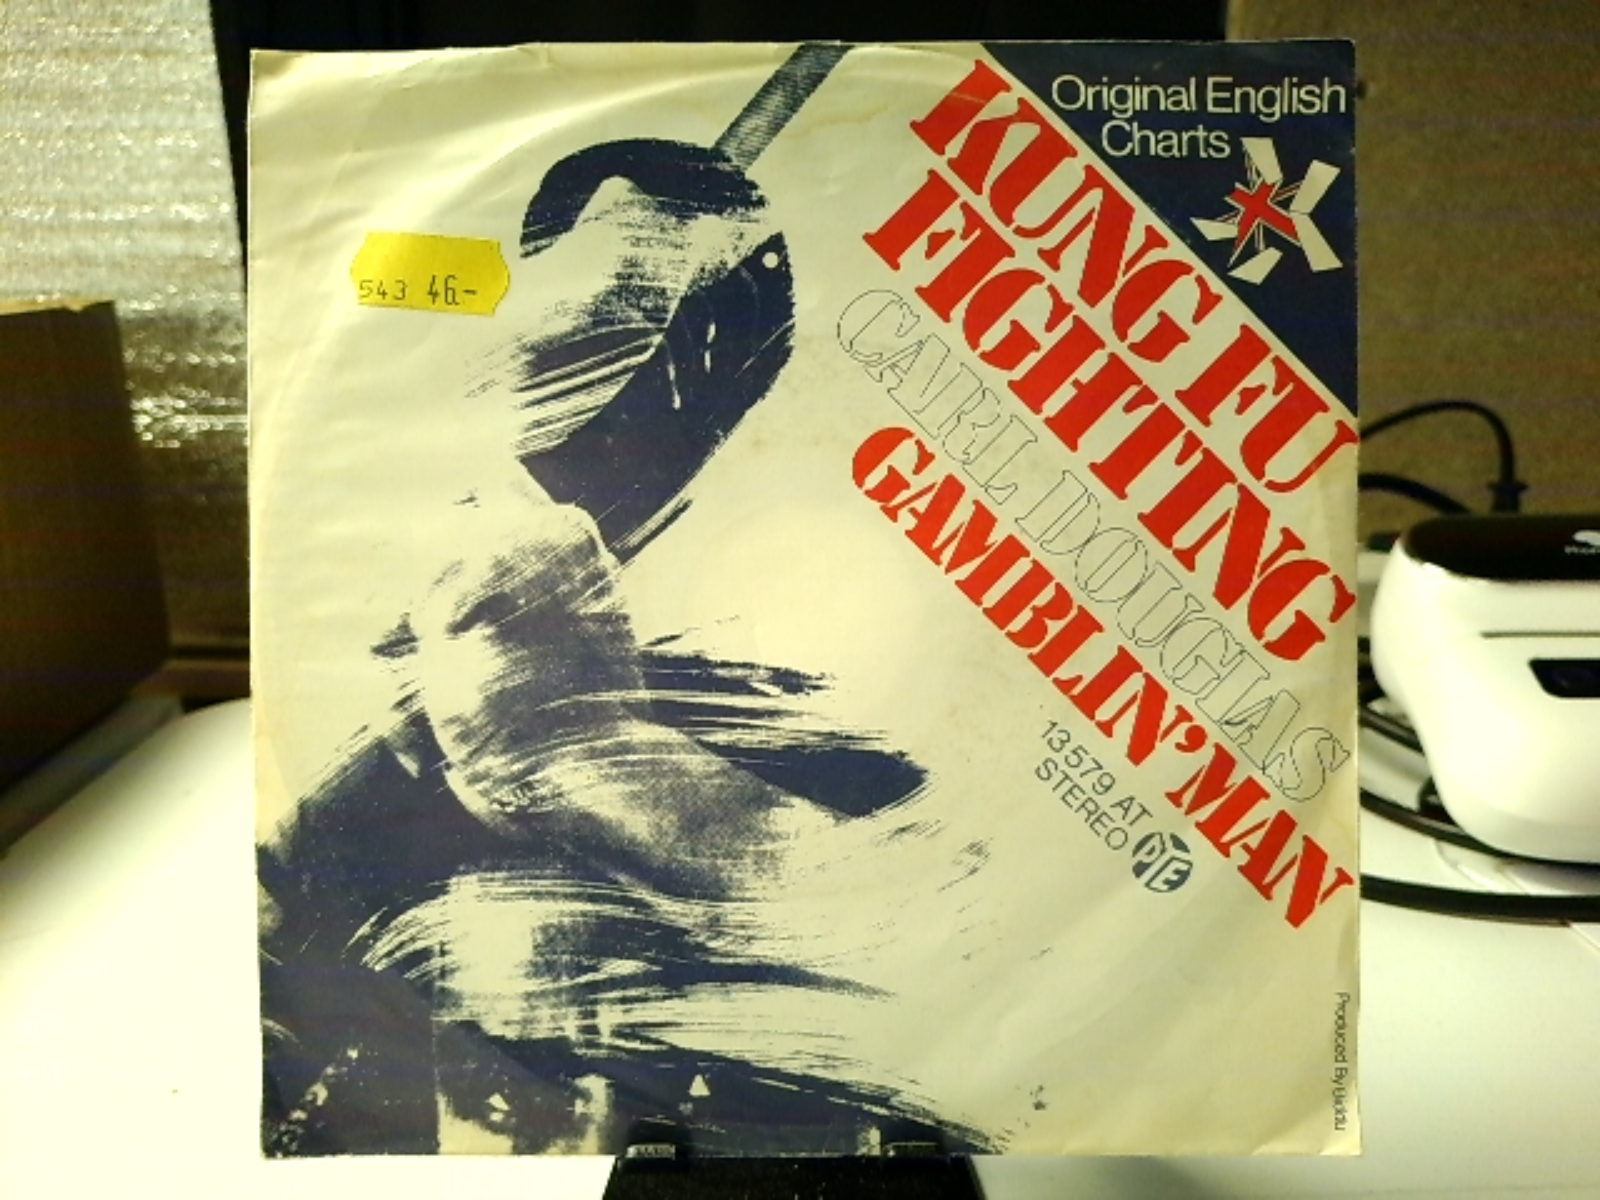 Original English
Charts
KUNG FU
FIGHTING
CARL DOUGLAS
GAMBLIN' MAN
13 579 AT
STEREO
PYE
543 46.-
Produced By Biddu